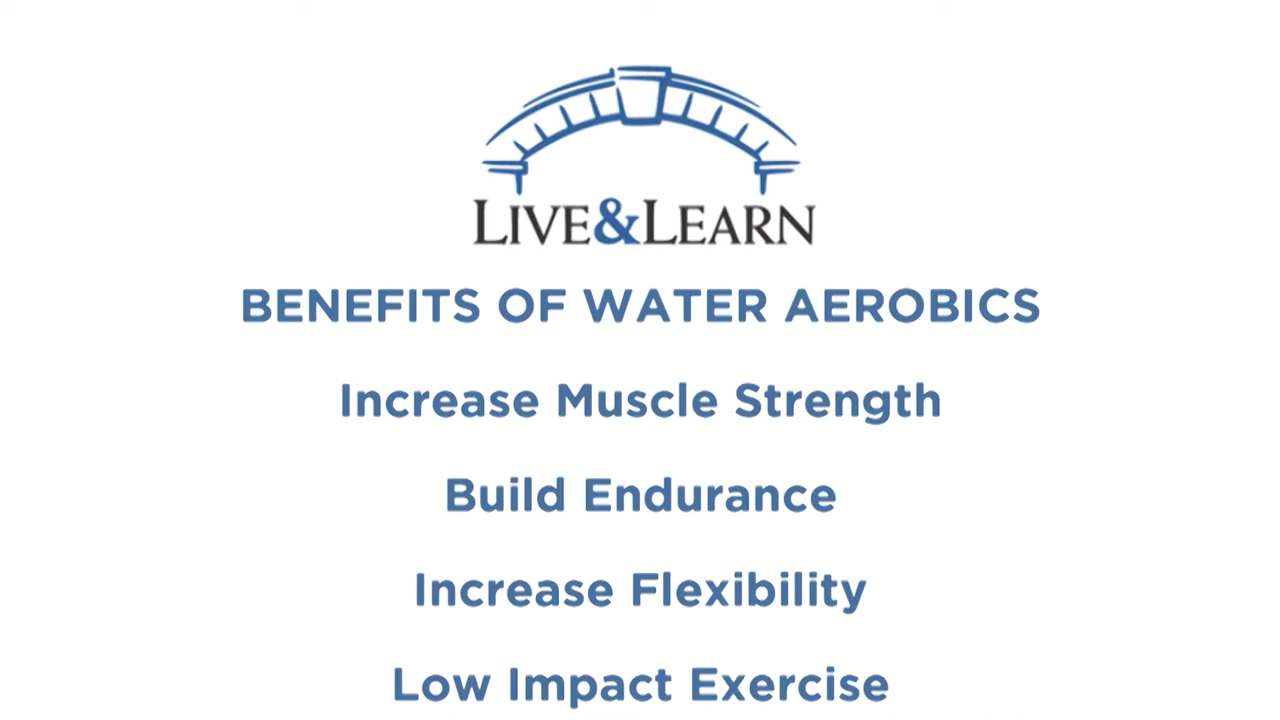 LIVE&LEARN
BENEFITS OF WATER AEROBICS
Increase Muscle Strength
Build Endurance
Increase Flexibility
Low Impact Exercise